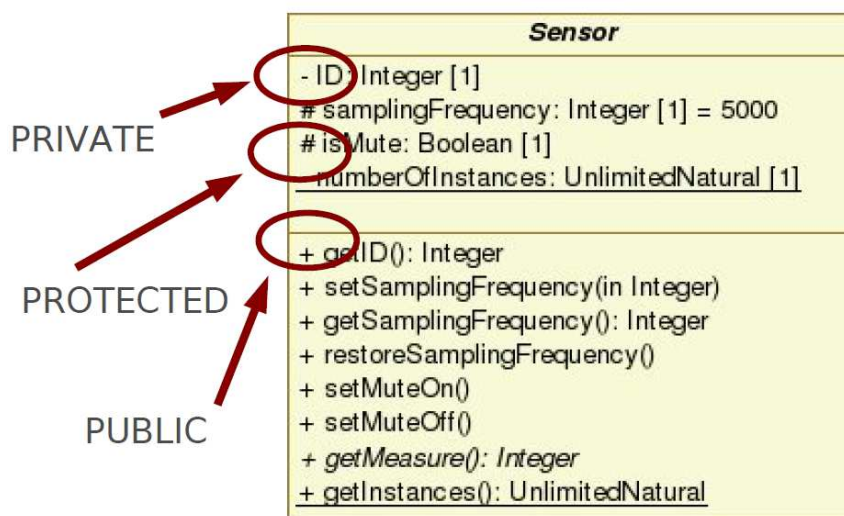 Sensor
- ID: Integer [1]
# samplingFrequency: Integer [1] = 5000
# isMute: Boolean [1]
- numberOfInstances: UnlimitedNatural [1]
+ getID(): Integer
+ setSamplingFrequency(in Integer)
+ getSamplingFrequency(): Integer
+ restoreSamplingFrequency()
+ setMuteOn()
+ setMuteOff()
+ getMeasure(): Integer
+ getInstances(): UnlimitedNatural
PRIVATE
PROTECTED
PUBLIC